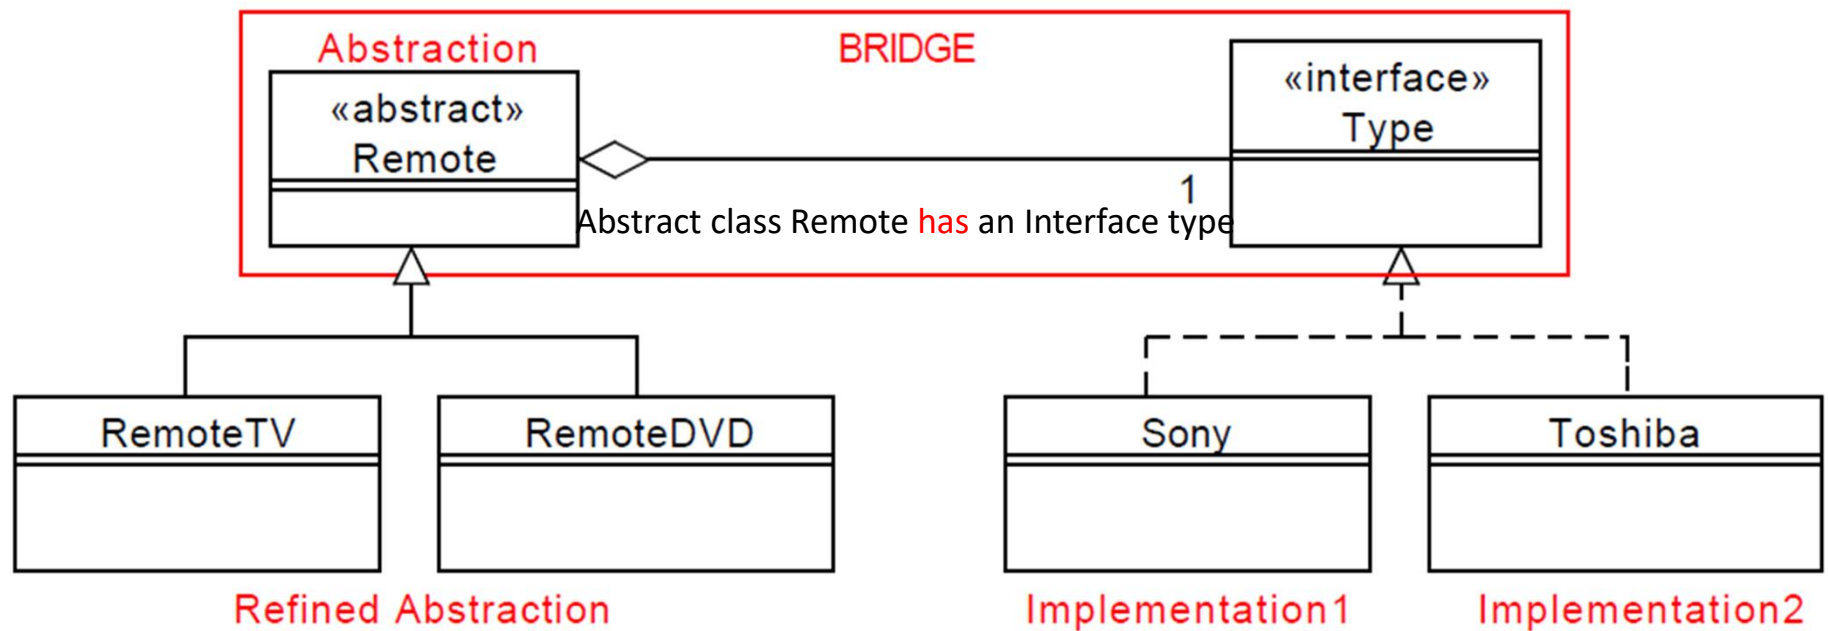 Abstraction
BRIDGE
«abstract»
Remote
«interface»
Type
1
Abstract class Remote has an Interface type
RemoteTV
RemoteDVD
Sony
Toshiba
Refined Abstraction
Implementation1
Implementation2